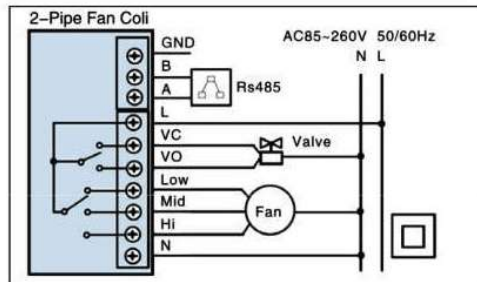 2-Pipe Fan Coli
AC85~260V 50/60Hz
N L
GND
B
A
Rs485
L
VC
VO
Valve
Low
Mid
Hi
Fan
N